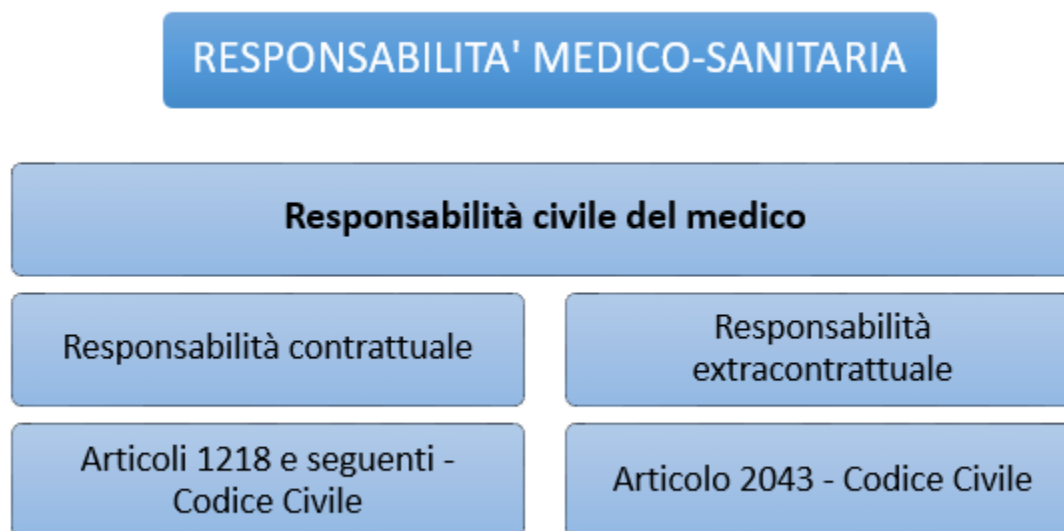 RESPONSABILITA' MEDICO-SANITARIA
Responsabilità civile del medico
Responsabilità contrattuale
Responsabilità
extracontrattuale
Articoli 1218 e seguenti -
Codice Civile
Articolo 2043 - Codice Civile